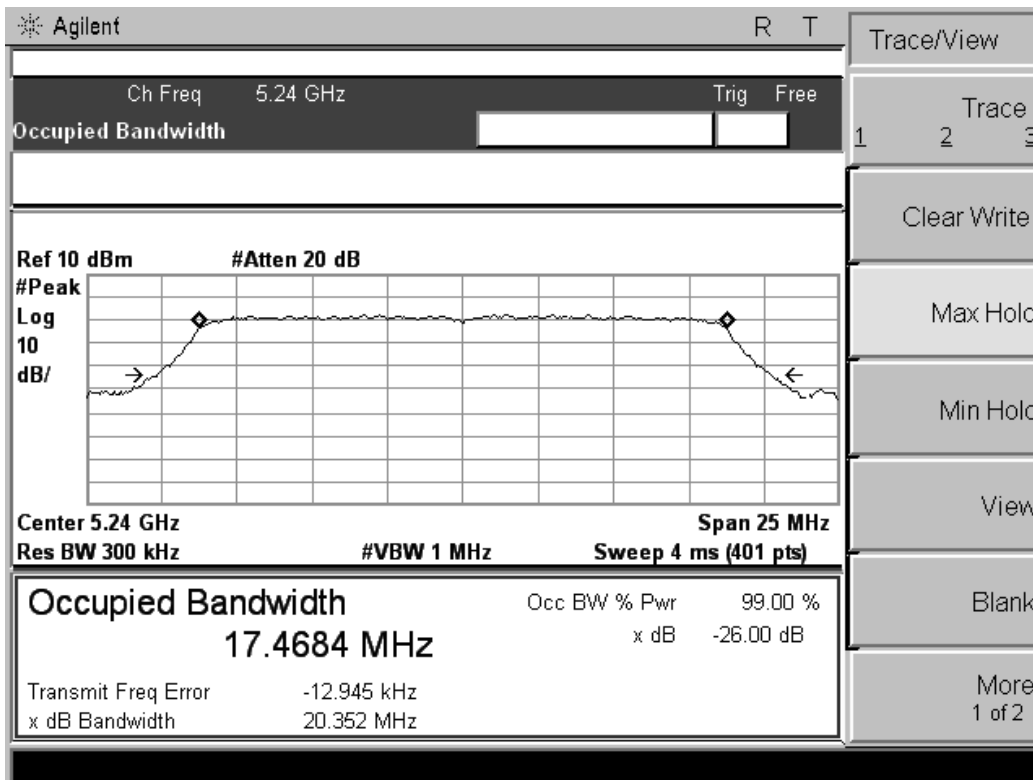 Agilent R T
Ch Freq 5.24 GHz Trig Free
Occupied Bandwidth
Ref 10 dBm #Atten 20 dB
#Peak
Log
10
dB/
Center 5.24 GHz Span 25 MHz
Res BW 300 kHz #VBW 1 MHz Sweep 4 ms (401 pts)
Occupied Bandwidth Occ BW % Pwr 99.00 %
17.4684 MHz x dB -26.00 dB
Transmit Freq Error -12.945 kHz
x dB Bandwidth 20.352 MHz
Trace/View
Trace
1 2 3
Clear Write
Max Hold
Min Hold
View
Blank
More
1 of 2